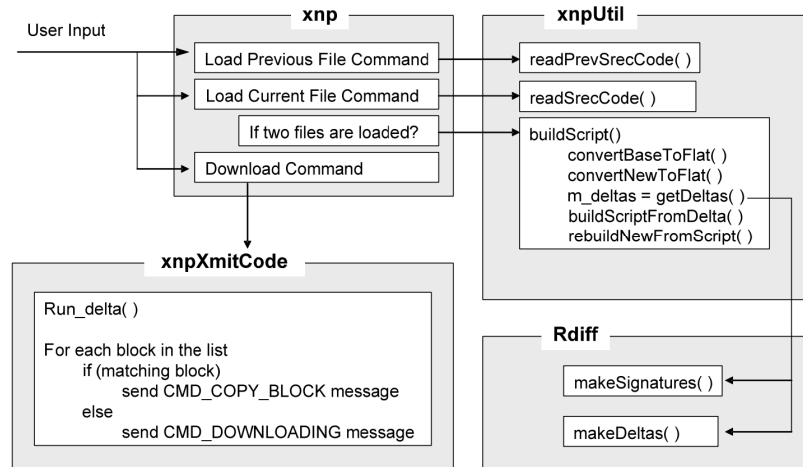 User Input
xnp
Load Previous File Command
Load Current File Command
If two files are loaded?
Download Command
xnpUtil
readPrevSrecCode( )
readSrecCode( )
buildScript()
convertBaseToFlat( )
convertNewToFlat( )
m_deltas = getDeltas( )
buildScriptFromDelta( )
rebuildNewFromScript( )
xnpXmitCode
Run_delta( )
For each block in the list
if (matching block)
send CMD_COPY_BLOCK message
else
send CMD_DOWNLOADING message
Rdiff
makeSignatures( )
makeDeltas( )